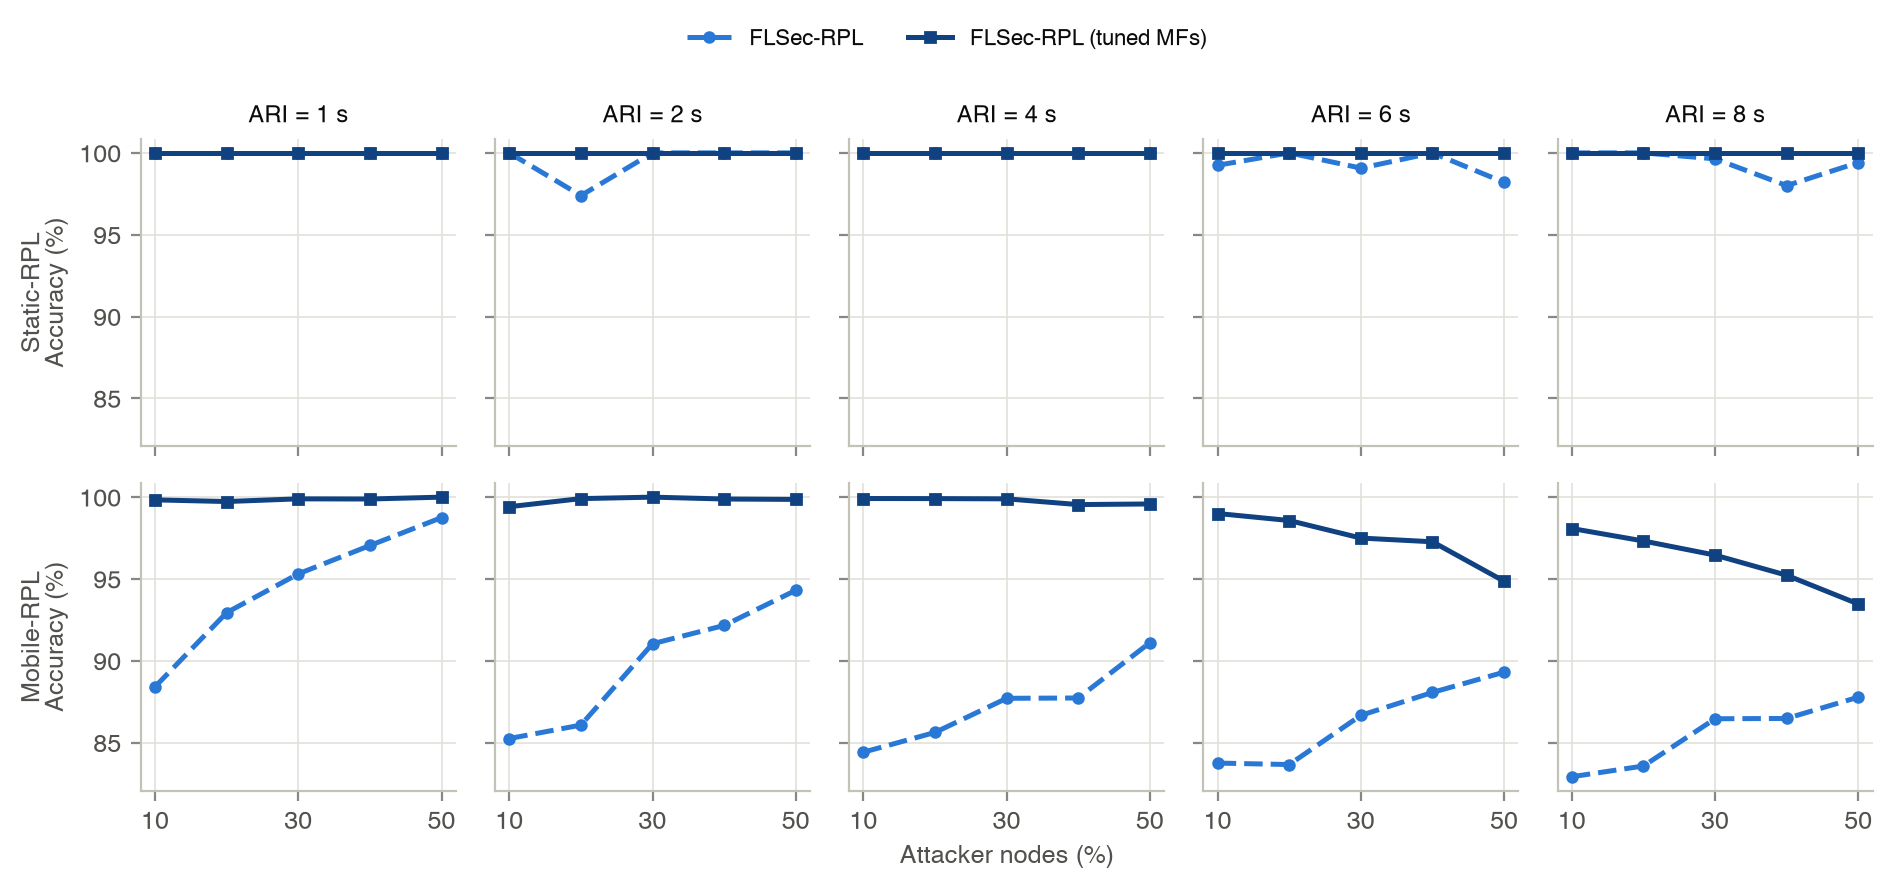 FLSec-RPL
FLSec-RPL (tuned MFs)
ARI = 1 s
ARI = 2 s
ARI = 4 s
ARI = 6 s
ARI = 8 s
Static-RPL
Accuracy (%)
100
95
90
85
Mobile-RPL
Accuracy (%)
100
95
90
85
10 30 50
10 30 50
10 30 50
10 30 50
10 30 50
Attacker nodes (%)